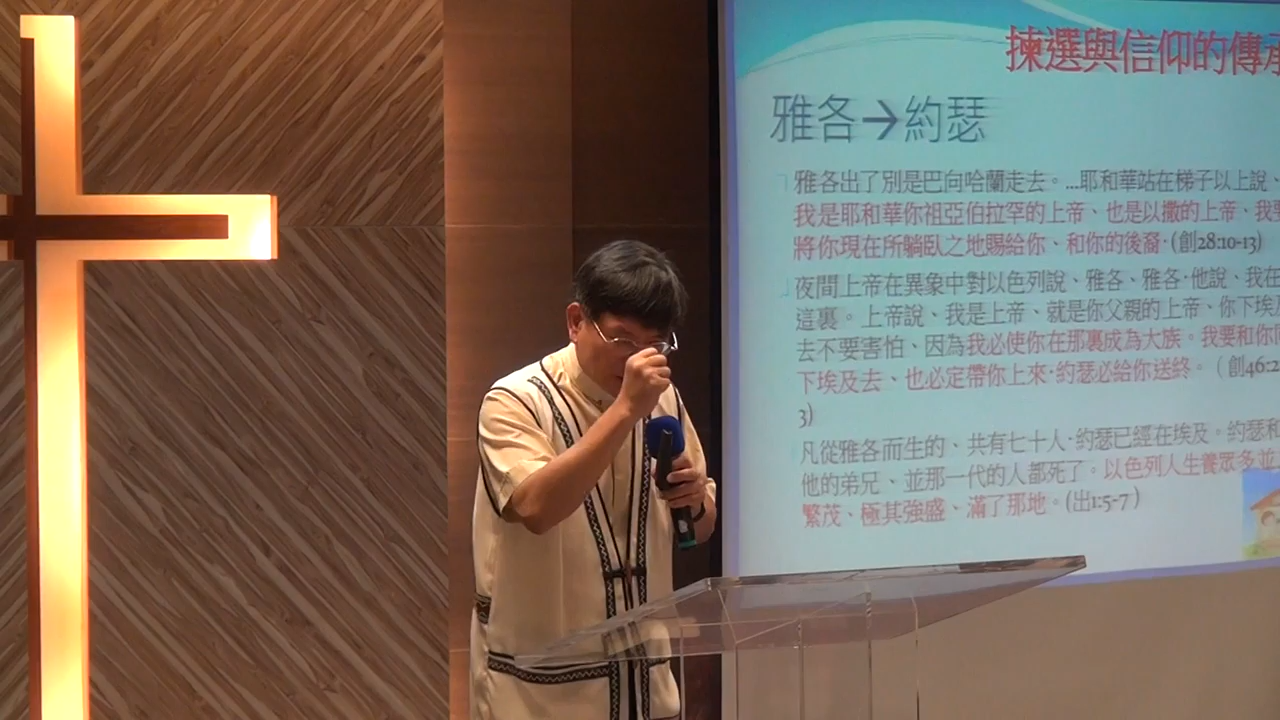 揀選與信仰的傳承
雅各→約瑟
雅各出了別是巴向哈蘭走去。...耶和華站在梯子以上說、
我是耶和華你祖亞伯拉罕的上帝、也是以撒的上帝、我要
將你現在所躺臥之地賜給你、和你的後裔·(創28:10-13)
夜間上帝在異象中對以色列說、雅各、雅各·他說、我在
這裏。上帝說、我是上帝、就是你父親的上帝、你下埃及
去不要害怕、因為我必使你在那裏成為大族。我要和你同
下埃及去、也必定帶你上來·約瑟必給你送終。（創46:2-
3)
凡從雅各而生的、共有七十人·約瑟已經在埃及。約瑟和
他的弟兄、並那一代的人都死了。以色列人生養眾多並
繁茂、極其強盛、滿了那地。(出1:5-7）